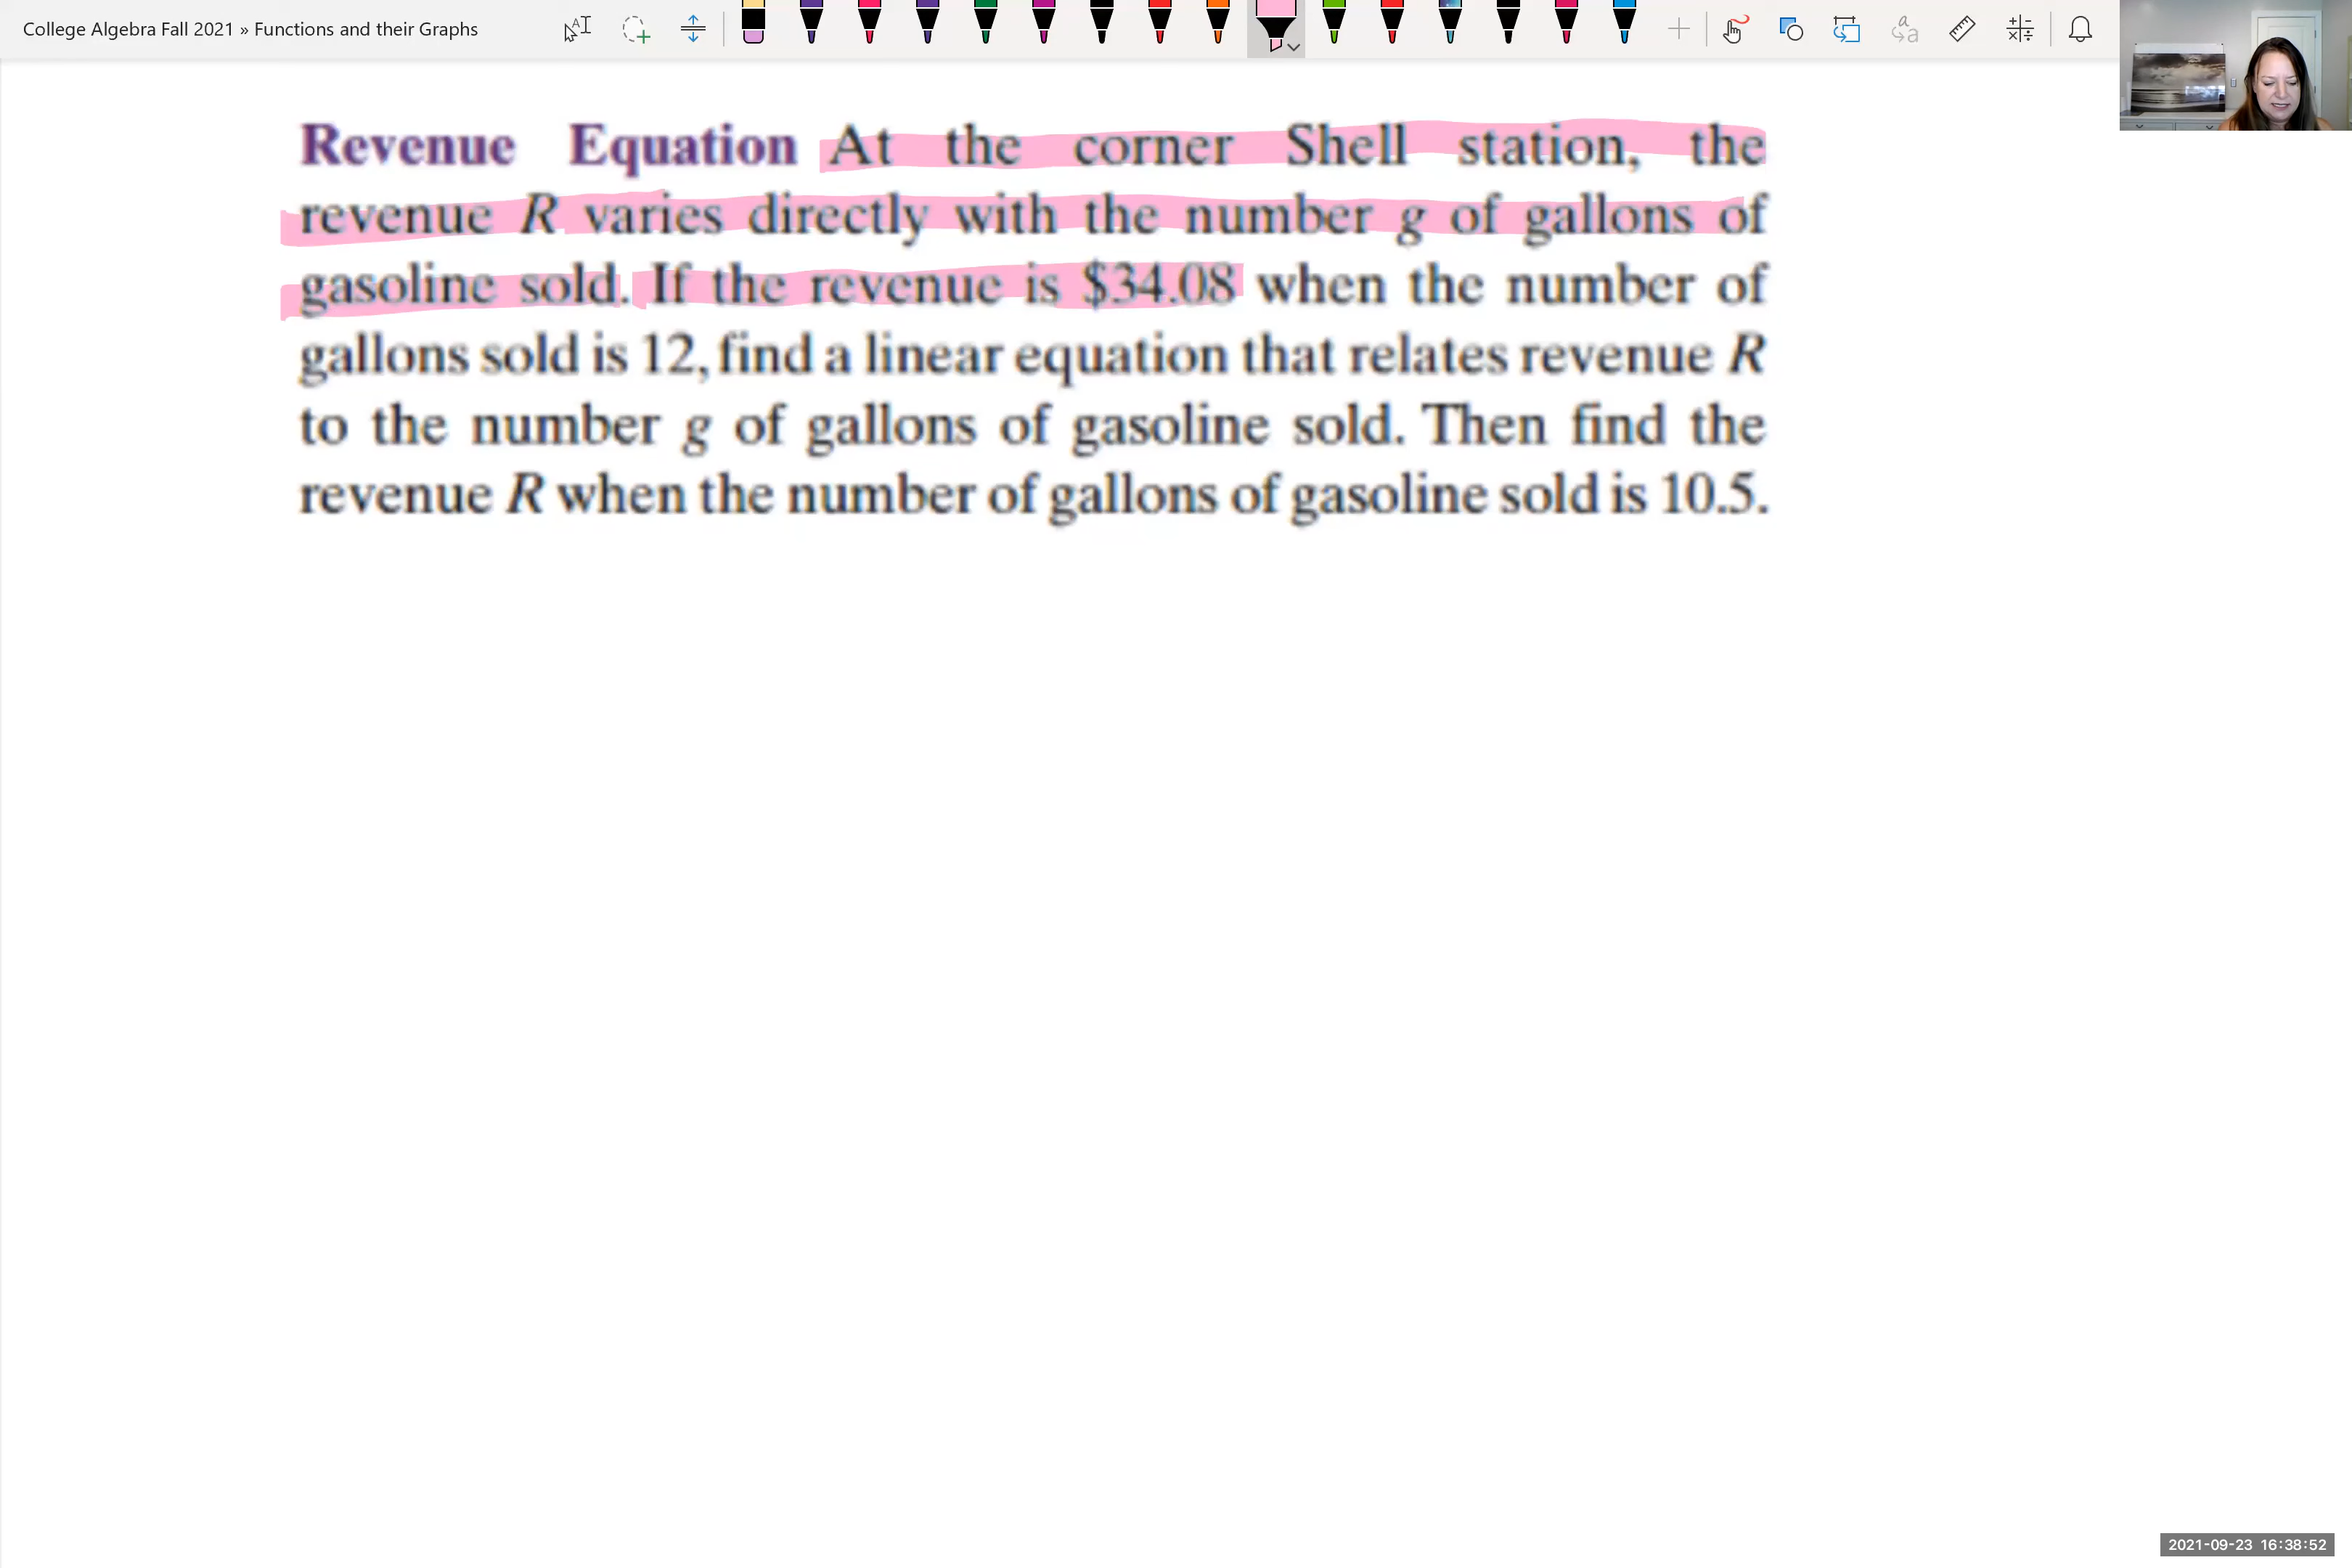 College Algebra Fall 2021 » Functions and their Graphs
Revenue Equation At the corner Shell station, the
revenue R varies directly with the number g of gallons of
gasoline sold. If the revenue is $34.08 when the number of
gallons sold is 12, find a linear equation that relates revenue R
to the number g of gallons of gasoline sold. Then find the
revenue R when the number of gallons of gasoline sold is 10.5.
2021-09-23 16:38:52